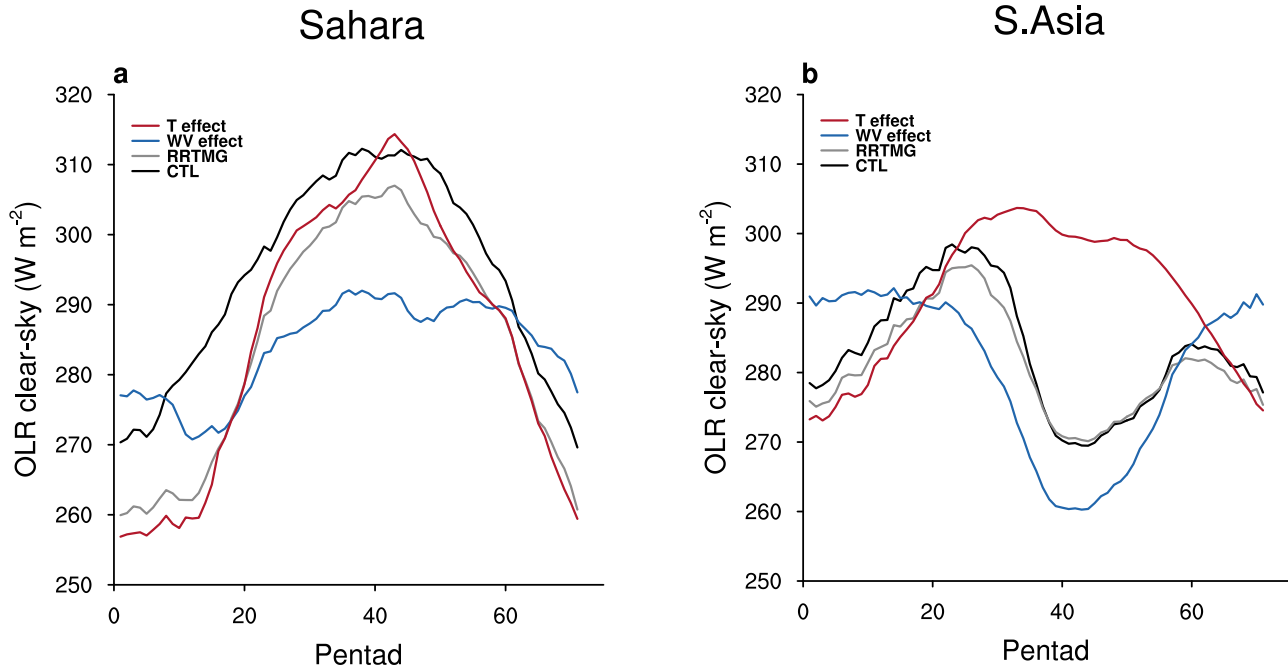 Sahara
a
OLR clear-sky (W m-2)
320
310
300
290
280
270
260
250
T effect
WV effect
RRTMG
CTL
0
20
40
60
Pentad
S.Asia
b
OLR clear-sky (W m-2)
320
310
300
290
280
270
260
250
T effect
WV effect
RRTMG
CTL
0
20
40
60
Pentad